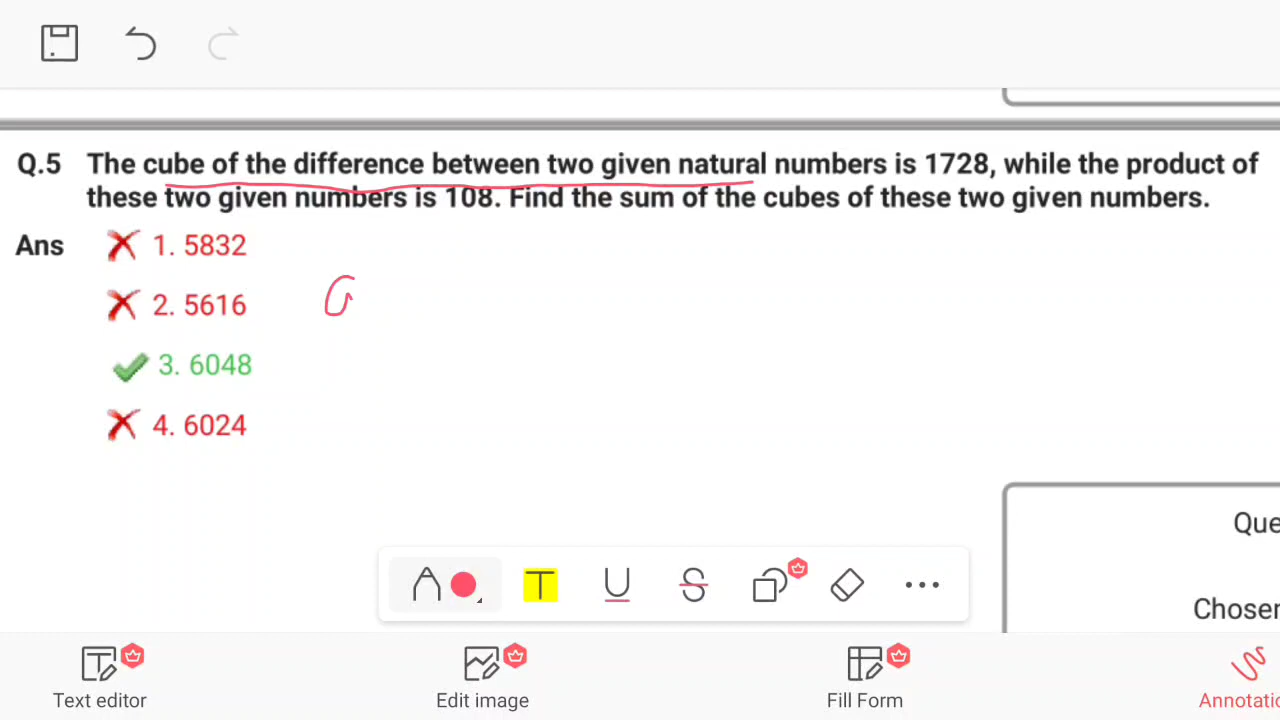 Q.5 The cube of the difference between two given natural numbers is 1728, while the product of
these two given numbers is 108. Find the sum of the cubes of these two given numbers.
Ans 1. 5832
2. 5616
3. 6048
4. 6024
Que
Chosen
T U S
Text editor
Edit image
Fill Form
Annotatio